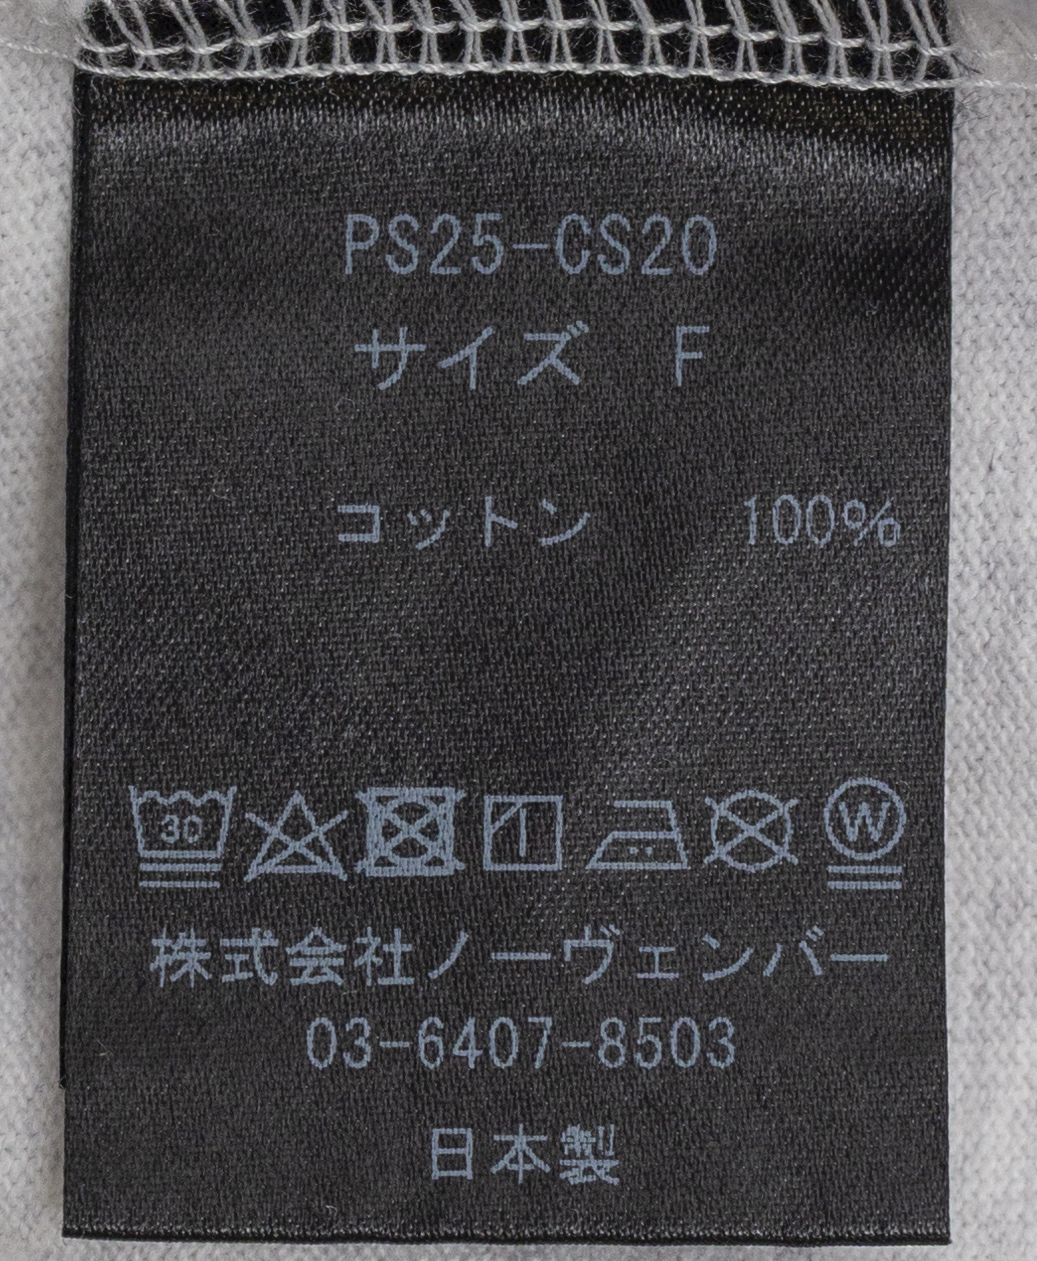 PS25-CS20
サイズ F
コットン 100%
30 W
株式会社ノーヴェンバー
03-6407-8503
日本製